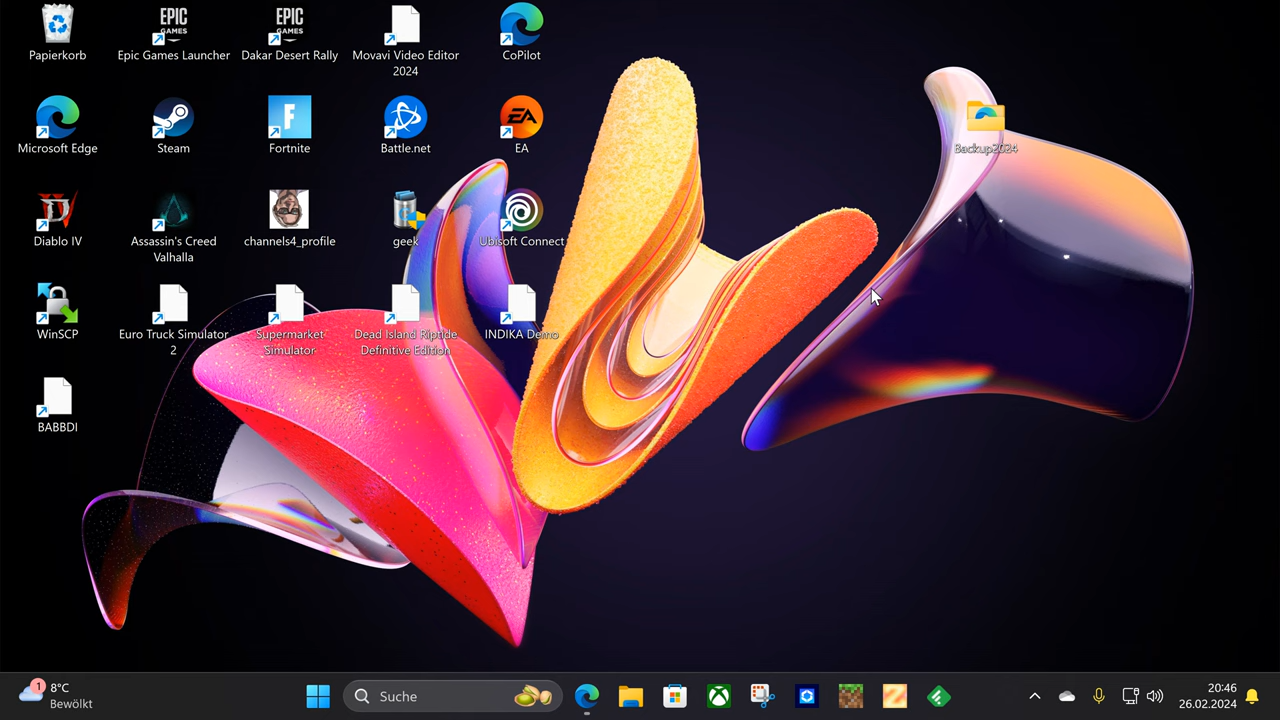 EPIC
GAMES
EPIC
GAMES
Papierkorb
Epic Games Launcher
Dakar Desert Rally
Movavi Video Editor
2024
CoPilot
F
EA
Microsoft Edge
Steam
Fortnite
Battle.net
EA
Backup2024
Diablo IV
Assassin's Creed
Valhalla
channels4_profile
geek
Ubisoft Connect
WinSCP
Euro Truck Simulator
2
Supermarket
Simulator
Dead Island Riptide
Definitive Edition
INDIKA Demo
BABBDI
1
8°C
Bewölkt
Suche
20:46
26.02.2024